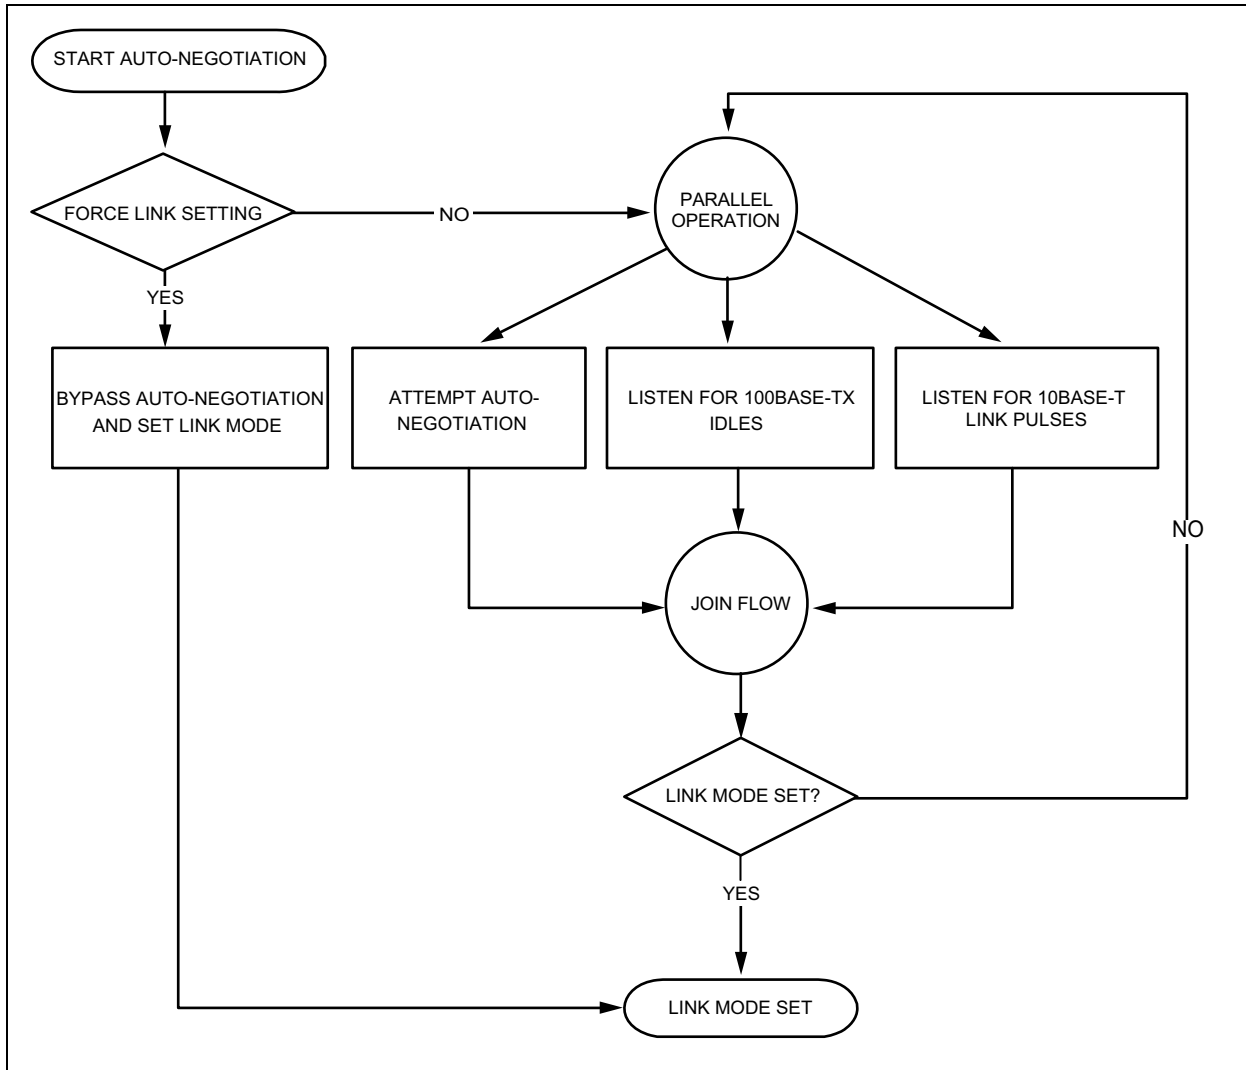 START AUTO-NEGOTIATION
FORCE LINK SETTING
NO
PARALLEL
OPERATION
YES
BYPASS AUTO-NEGOTIATION
AND SET LINK MODE
ATTEMPT AUTO-
NEGOTIATION
LISTEN FOR 100BASE-TX
IDLES
LISTEN FOR 10BASE-T
LINK PULSES
NO
JOIN FLOW
LINK MODE SET?
YES
LINK MODE SET